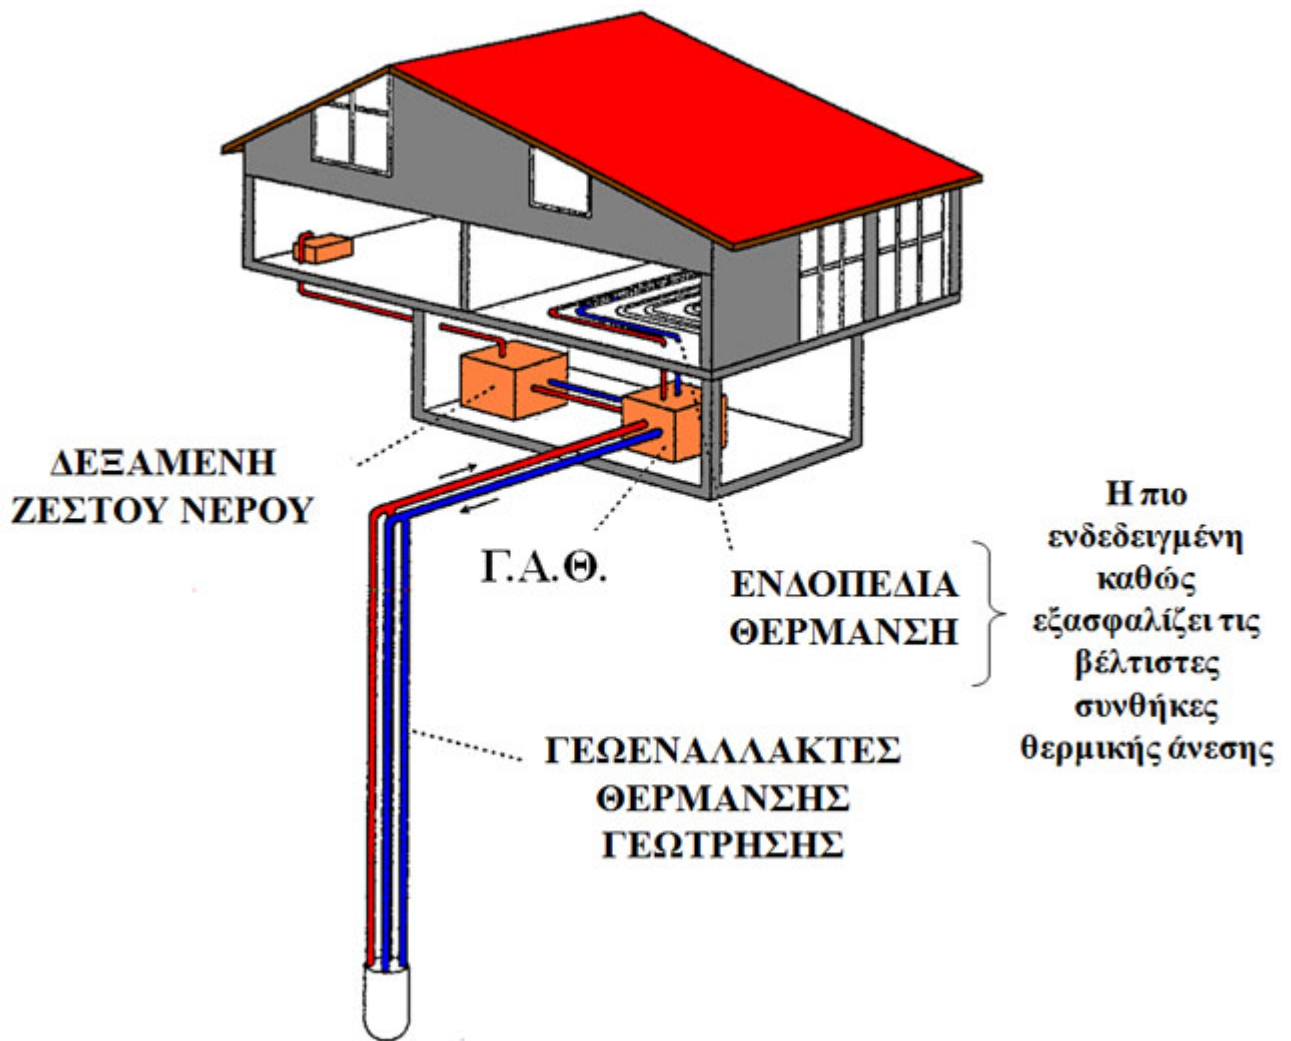 ΔΕΞΑΜΕΝΗ
ΖΕΣΤΟΥ ΝΕΡΟΥ
Γ.Α.Θ.
ΕΝΔΟΠΕΔΙΑ
ΘΕΡΜΑΝΣΗ
Η πιο
ενδεδειγμένη
καθώς
εξασφαλίζει τις
βέλτιστες
συνθήκες
θερμικής άνεσης
ΓΕΩΕΝΑΛΛΑΚΤΕΣ
ΘΕΡΜΑΝΣΗΣ
ΓΕΩΤΡΗΣΗΣ